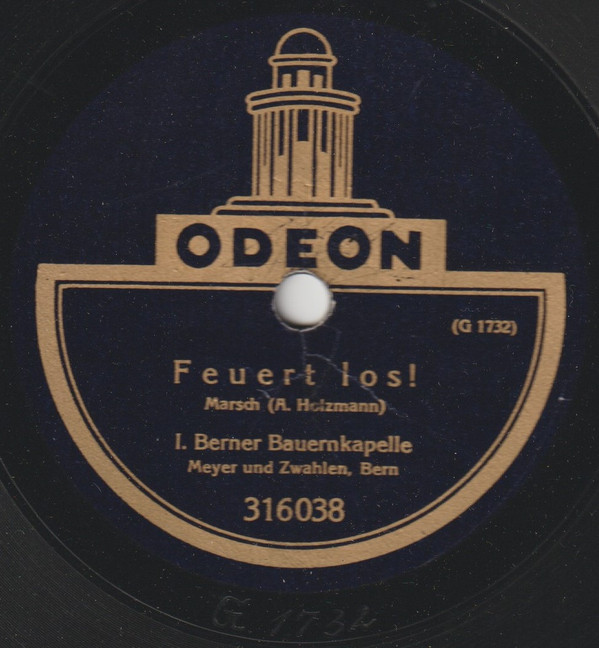 ODEON
(G 1732)
Feuert los!
Marsch (A. Holzmann)
I. Berner Bauernkapelle
Meyer und Zwahlen, Bern
316038
G 1732